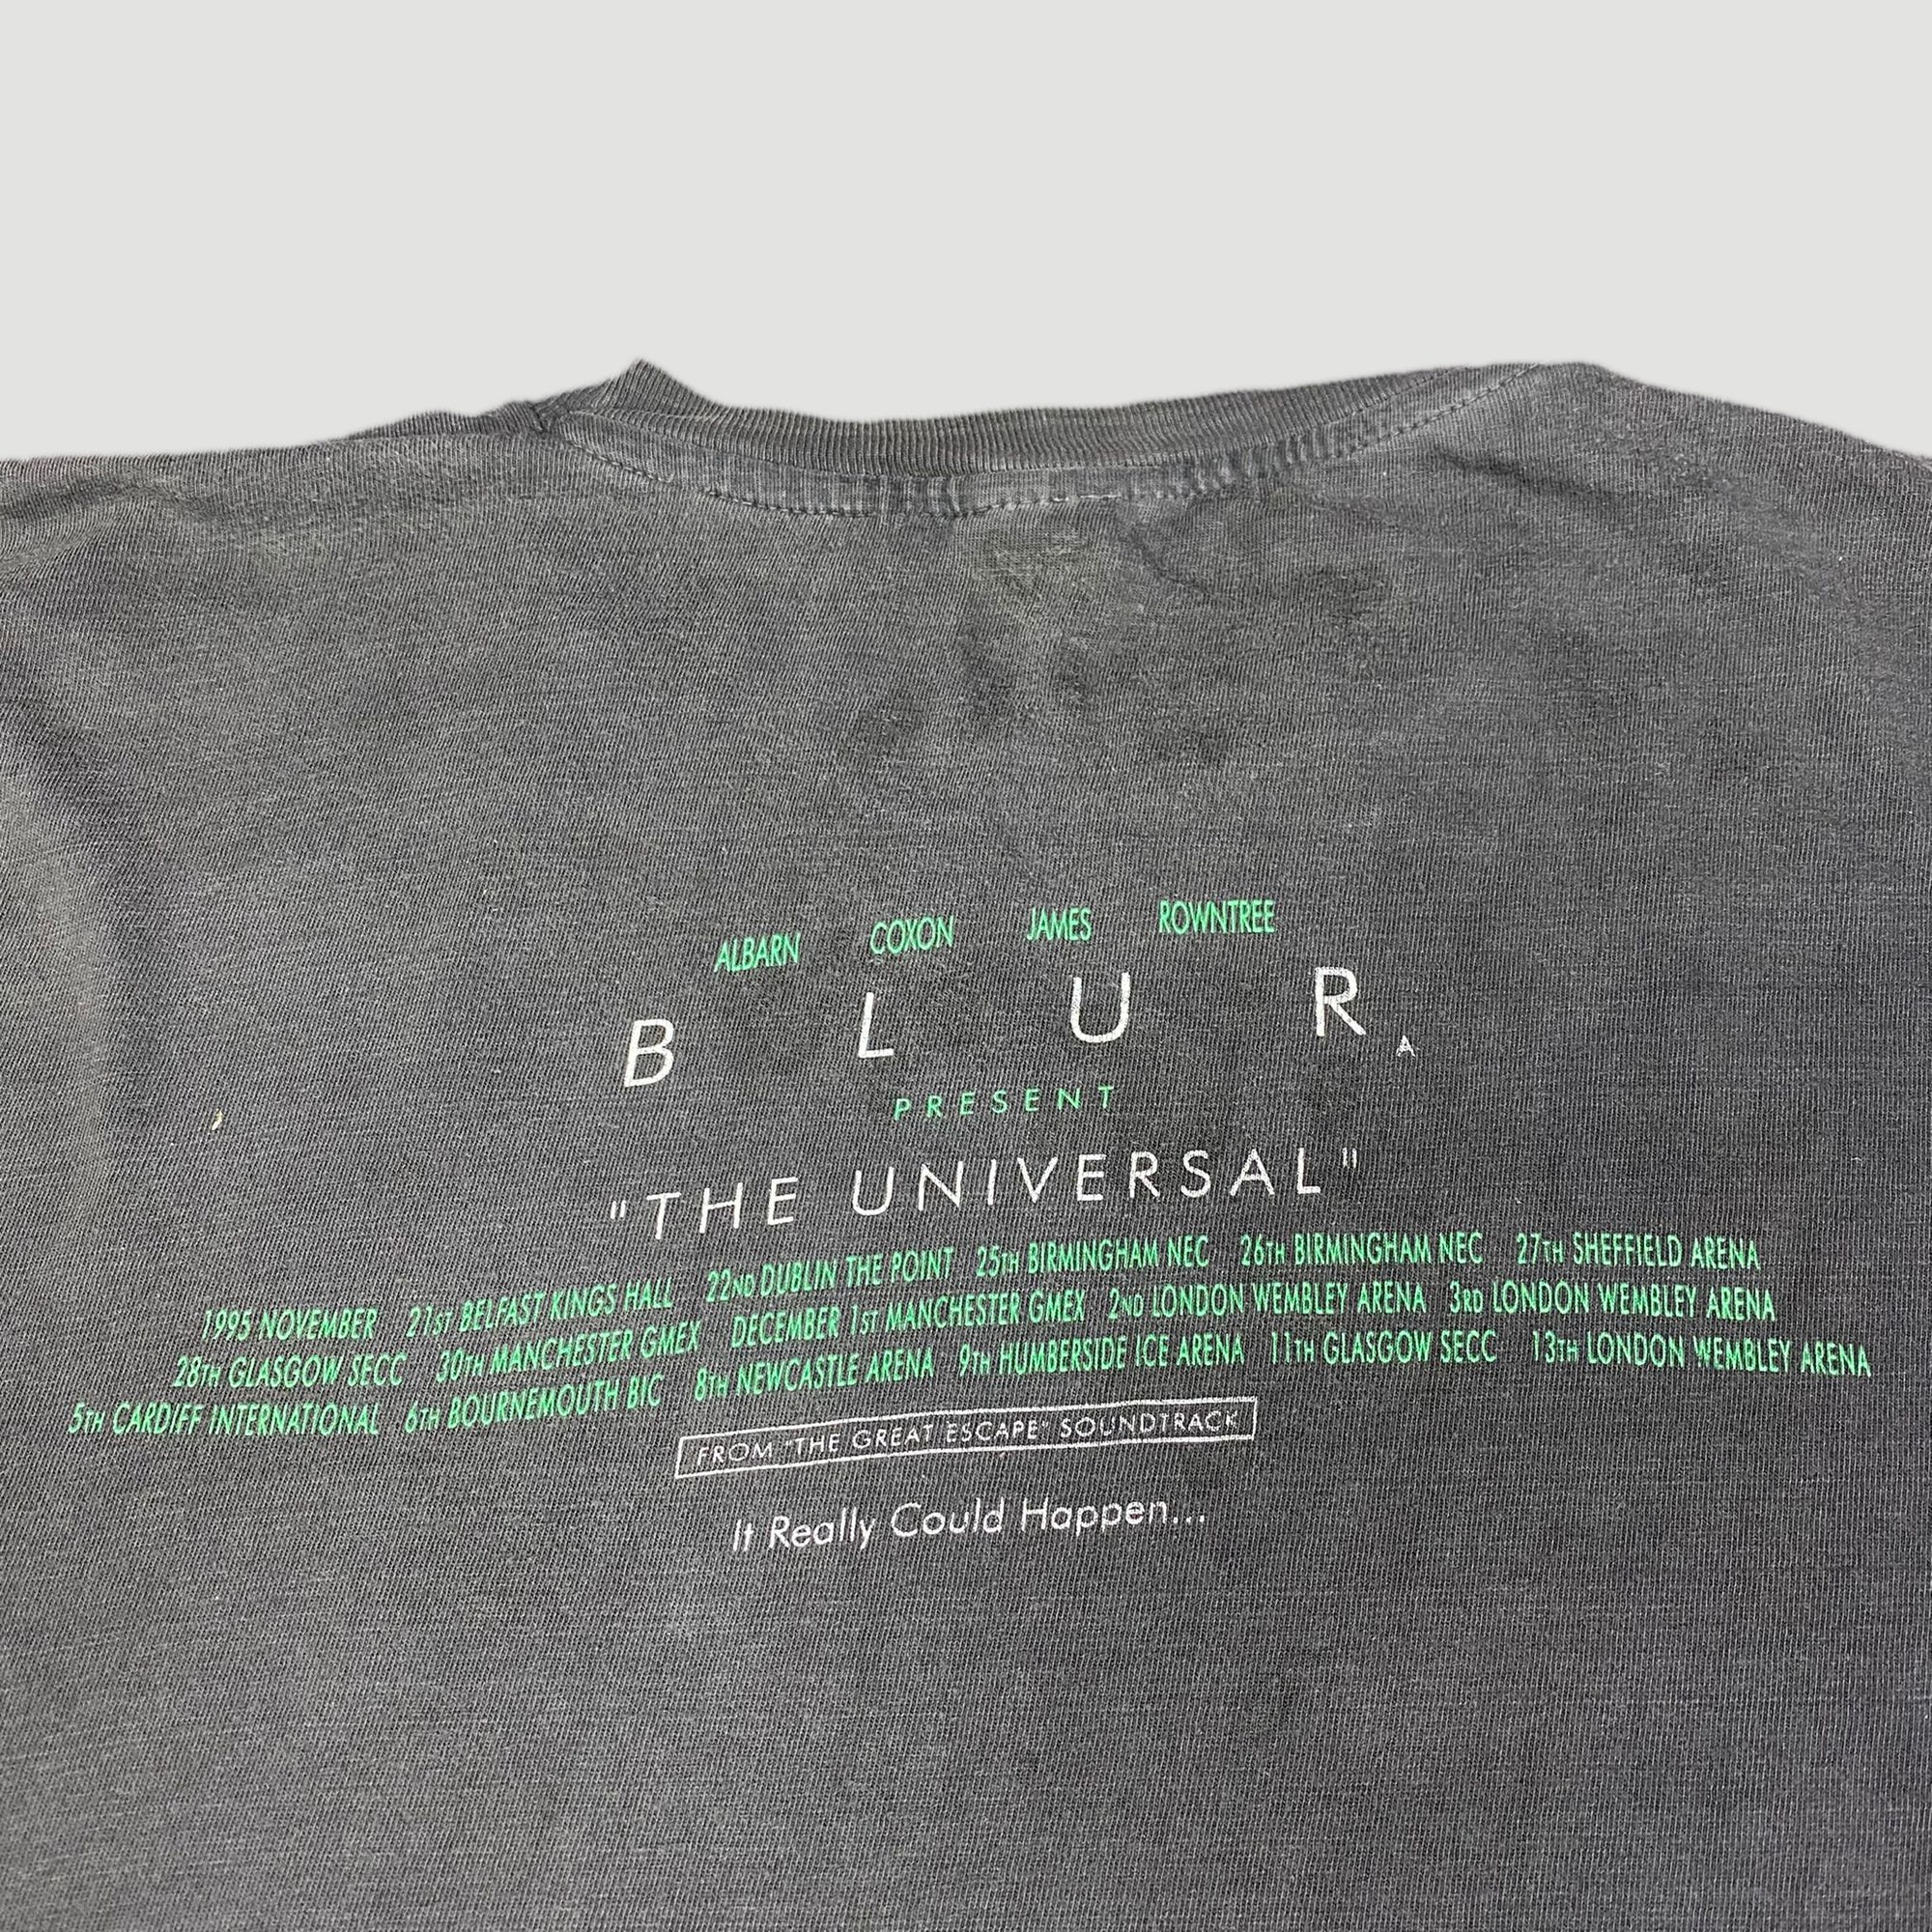 ALBARN COXON JAMES ROWNTREE
B L U R A
PRESENT
"THE UNIVERSAL"
1995 NOVEMBER 21ST BELFAST KINGS HALL 22ND DUBLIN THE POINT 25TH BIRMINGHAM NEC 26TH BIRMINGHAM NEC 27TH SHEFFIELD ARENA
28TH GLASGOW SECC 30TH MANCHESTER GMEX DECEMBER 1ST MANCHESTER GMEX 2ND LONDON WEMBLEY ARENA 3RD LONDON WEMBLEY ARENA
5TH CARDIFF INTERNATIONAL 6TH BOURNEMOUTH BIC 8TH NEWCASTLE ARENA 9TH HUMBERSIDE ICE ARENA 11TH GLASGOW SECC 13TH LONDON WEMBLEY ARENA
FROM "THE GREAT ESCAPE" SOUNDTRACK
It Really Could Happen...